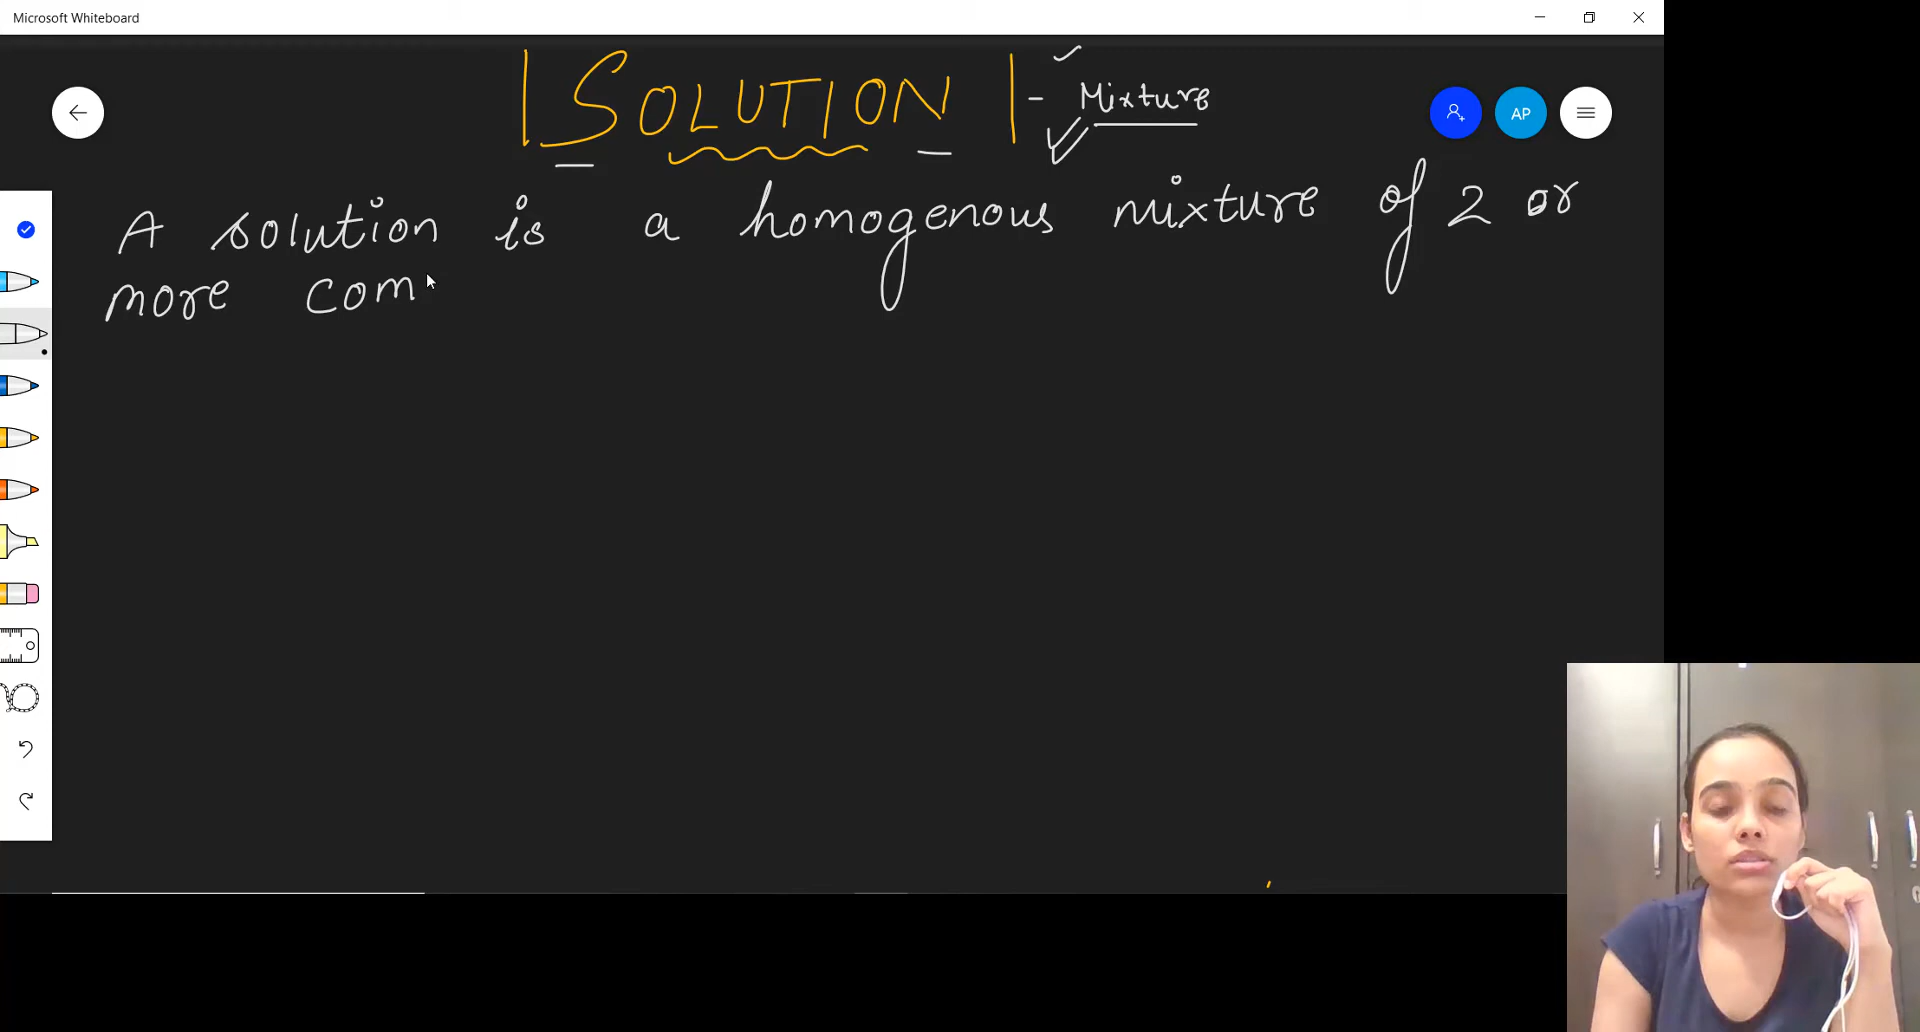 Microsoft Whiteboard
SOLUTION - Mixture
AP
A solution is a homogenous mixture of 2 or
more com